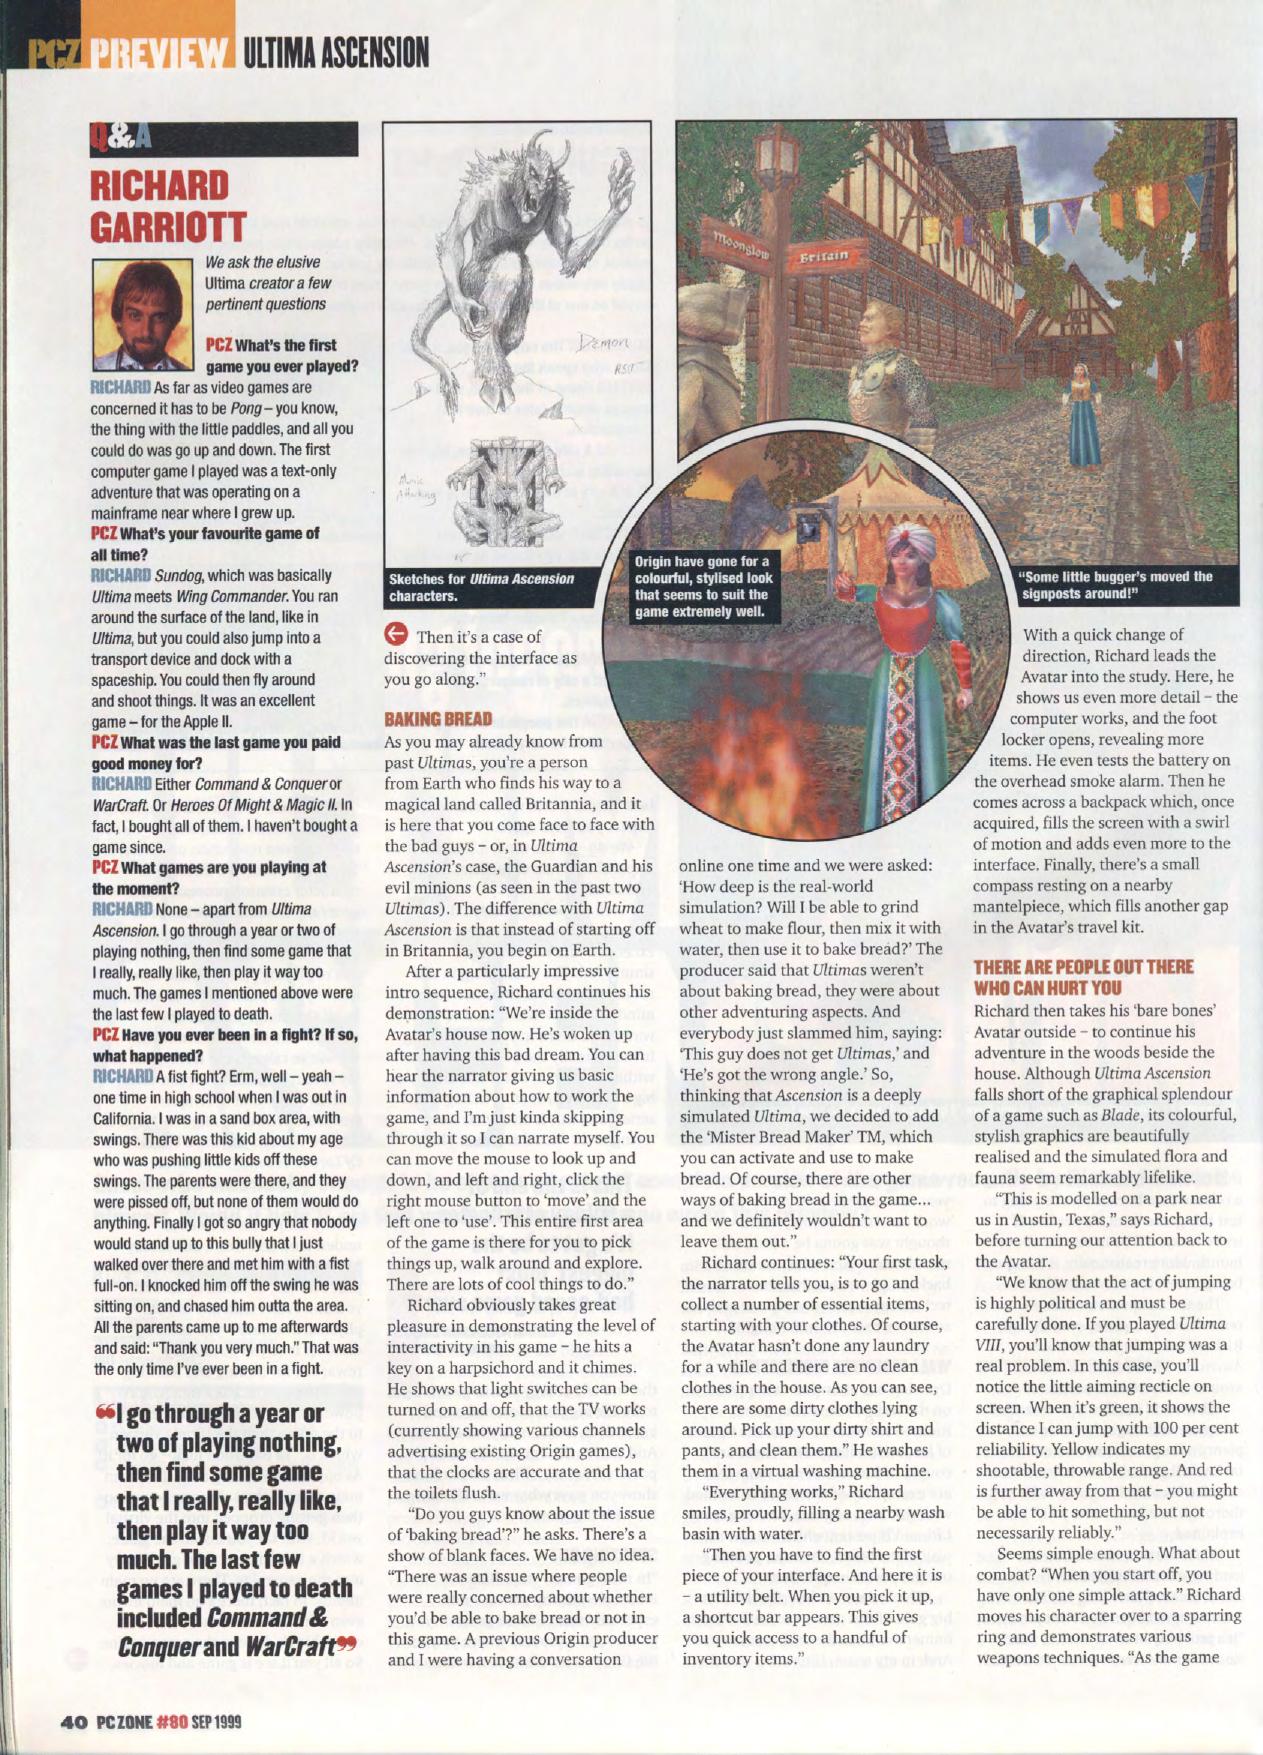 PCZ PREVIEW ULTIMA ASCENSION
Q&A
RICHARD
GARRIOTT
We ask the elusive
Ultima creator a few
pertinent questions
PCZ What's the first
game you ever played?
RICHARD As far as video games are
concerned it has to be Pong – you know,
the thing with the little paddles, and all you
could do was go up and down. The first
computer game I played was a text-only
adventure that was operating on a
mainframe near where I grew up.
PCZ What's your favourite game of
all time?
RICHARD Sundog, which was basically
Ultima meets Wing Commander. You ran
around the surface of the land, like in
Ultima, but you could also jump into a
transport device and dock with a
spaceship. You could then fly around
and shoot things. It was an excellent
game – for the Apple II.
PCZ What was the last game you paid
good money for?
RICHARD Either Command & Conquer or
WarCraft. Or Heroes Of Might & Magic II. In
fact, I bought all of them. I haven't bought a
game since.
PCZ What games are you playing at
the moment?
RICHARD None – apart from Ultima
Ascension. I go through a year or two of
playing nothing, then find some game that
I really, really like, then play it way too
much. The games I mentioned above were
the last few I played to death.
PCZ Have you ever been in a fight? If so,
what happened?
RICHARD A fist fight? Erm, well – yeah –
one time in high school when I was out in
California. I was in a sand box area, with
swings. There was this kid about my age
who was pushing little kids off these
swings. The parents were there, and they
were pissed off, but none of them would do
anything. Finally I got so angry that nobody
would stand up to this bully that I just
walked over there and met him with a fist
full-on. I knocked him off the swing he was
sitting on, and chased him outta the area.
All the parents came up to me afterwards
and said: "Thank you very much." That was
the only time I've ever been in a fight.
"I go through a year or
two of playing nothing,
then find some game
that I really, really like,
then play it way too
much. The last few
games I played to death
included Command &
Conquer and WarCraft"
Demon
RSO
Attacking
Sketches for Ultima Ascension
characters.
Moonglow
Britain
Origin have gone for a
colourful, stylised look
that seems to suit the
game extremely well.
"Some little bugger's moved the
signposts around!"
Then it's a case of
discovering the interface as
you go along."
BAKING BREAD
As you may already know from
past Ultimas, you're a person
from Earth who finds his way to a
magical land called Britannia, and it
is here that you come face to face with
the bad guys – or, in Ultima
Ascension's case, the Guardian and his
evil minions (as seen in the past two
Ultimas). The difference with Ultima
Ascension is that instead of starting off
in Britannia, you begin on Earth.
After a particularly impressive
intro sequence, Richard continues his
demonstration: "We're inside the
Avatar's house now. He's woken up
after having this bad dream. You can
hear the narrator giving us basic
information about how to work the
game, and I'm just kinda skipping
through it so I can narrate myself. You
can move the mouse to look up and
down, and left and right, click the
right mouse button to 'move' and the
left one to 'use'. This entire first area
of the game is there for you to pick
things up, walk around and explore.
There are lots of cool things to do."
Richard obviously takes great
pleasure in demonstrating the level of
interactivity in his game – he hits a
key on a harpsichord and it chimes.
He shows that light switches can be
turned on and off, that the TV works
(currently showing various channels
advertising existing Origin games),
that the clocks are accurate and that
the toilets flush.
"Do you guys know about the issue
of 'baking bread'?" he asks. There's a
show of blank faces. We have no idea.
"There was an issue where people
were really concerned about whether
you'd be able to bake bread or not in
this game. A previous Origin producer
and I were having a conversation
online one time and we were asked:
'How deep is the real-world
simulation? Will I be able to grind
wheat to make flour, then mix it with
water, then use it to bake bread?' The
producer said that Ultimas weren't
about baking bread, they were about
other adventuring aspects. And
everybody just slammed him, saying:
'This guy does not get Ultimas,' and
'He's got the wrong angle.' So,
thinking that Ascension is a deeply
simulated Ultima, we decided to add
the 'Mister Bread Maker' TM, which
you can activate and use to make
bread. Of course, there are other
ways of baking bread in the game...
and we definitely wouldn't want to
leave them out."
Richard continues: "Your first task,
the narrator tells you, is to go and
collect a number of essential items,
starting with your clothes. Of course,
the Avatar hasn't done any laundry
for a while and there are no clean
clothes in the house. As you can see,
there are some dirty clothes lying
around. Pick up your dirty shirt and
pants, and clean them." He washes
them in a virtual washing machine.
"Everything works," Richard
smiles, proudly, filling a nearby wash
basin with water.
"Then you have to find the first
piece of your interface. And here it is
– a utility belt. When you pick it up,
a shortcut bar appears. This gives
you quick access to a handful of
inventory items."
With a quick change of
direction, Richard leads the
Avatar into the study. Here, he
shows us even more detail – the
computer works, and the foot
locker opens, revealing more
items. He even tests the battery on
the overhead smoke alarm. Then he
comes across a backpack which, once
acquired, fills the screen with a swirl
of motion and adds even more to the
interface. Finally, there's a small
compass resting on a nearby
mantelpiece, which fills another gap
in the Avatar's travel kit.
THERE ARE PEOPLE OUT THERE
WHO CAN HURT YOU
Richard then takes his 'bare bones'
Avatar outside – to continue his
adventure in the woods beside the
house. Although Ultima Ascension
falls short of the graphical splendour
of a game such as Blade, its colourful,
stylish graphics are beautifully
realised and the simulated flora and
fauna seem remarkably lifelike.
"This is modelled on a park near
us in Austin, Texas," says Richard,
before turning our attention back to
the Avatar.
"We know that the act of jumping
is highly political and must be
carefully done. If you played Ultima
VIII, you'll know that jumping was a
real problem. In this case, you'll
notice the little aiming recticle on
screen. When it's green, it shows the
distance I can jump with 100 per cent
reliability. Yellow indicates my
shootable, throwable range. And red
is further away from that – you might
be able to hit something, but not
necessarily reliably."
Seems simple enough. What about
combat? "When you start off, you
have only one simple attack." Richard
moves his character over to a sparring
ring and demonstrates various
weapons techniques. "As the game
40 PC ZONE #80 SEP 1999